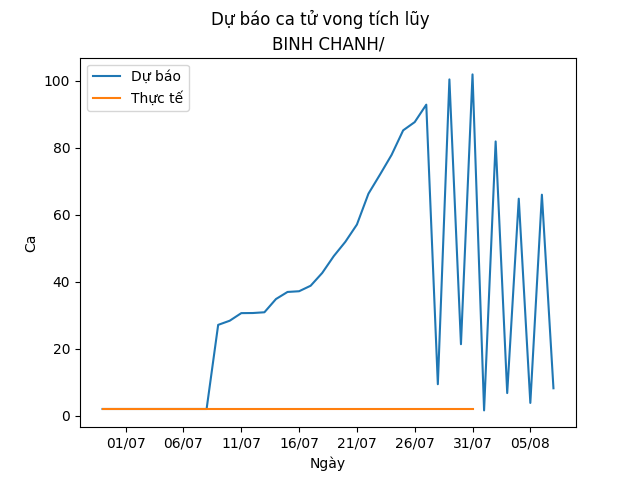 Dự báo ca tử vong tích lũy
BINH CHANH/
Dự báo
Thực tế
100
80
60
40
20
0
Ca
01/07 06/07 11/07 16/07 21/07 26/07 31/07 05/08
Ngày